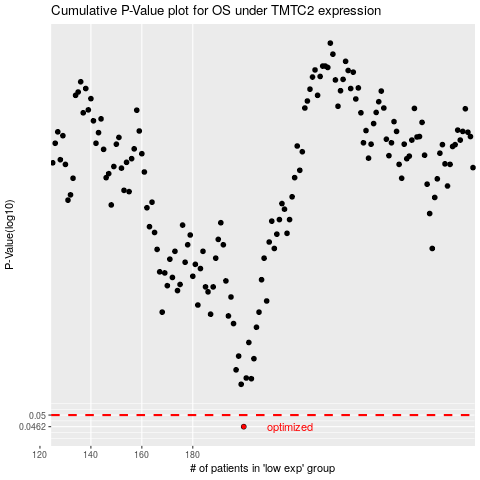 Cumulative P-Value plot for OS under TMTC2 expression
P-Value(log10)
0.05
0.0462
optimized
120 140 160 180
# of patients in 'low exp' group